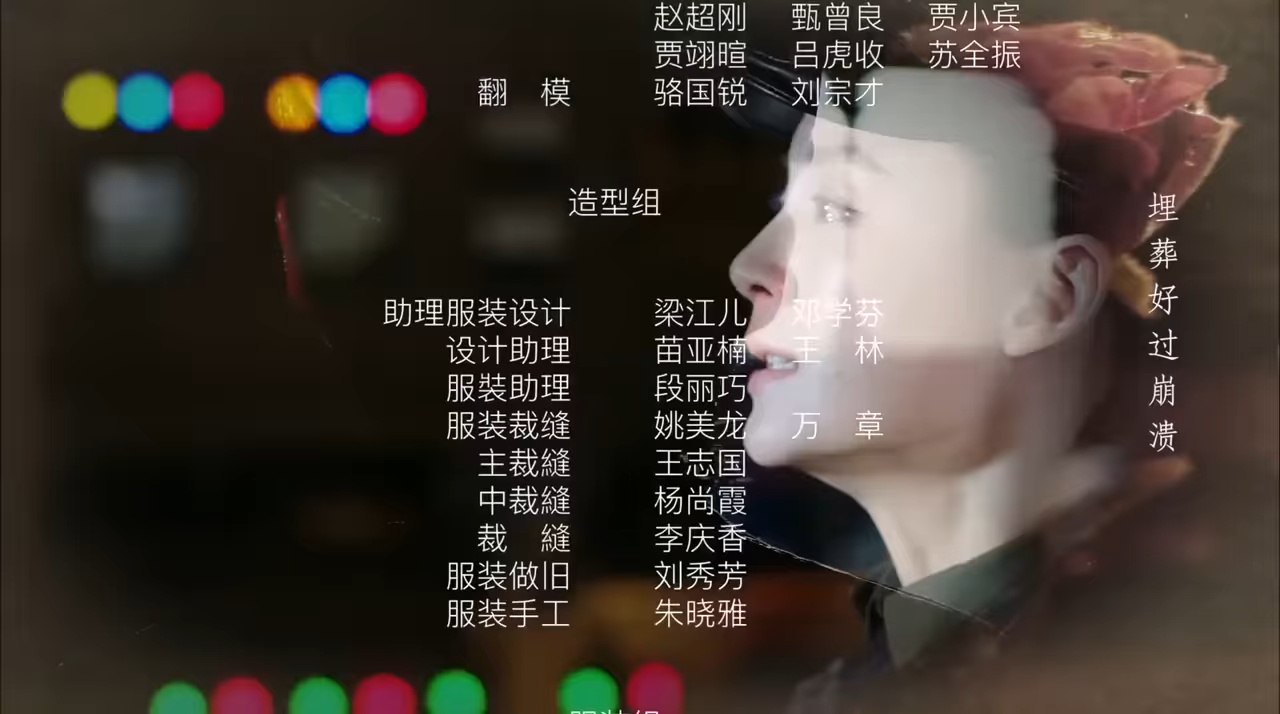 赵超刚 甄曾良 贾小宾
贾翊暄 吕虎收 苏全振
翻 模 骆国锐 刘宗才
造型组
助理服装设计 梁江儿 邓学芬
设计助理 苗亚楠 王 林
服裝助理 段丽巧
服装裁缝 姚美龙 万 章
主裁縫 王志国
中裁縫 杨尚霞
裁 縫 李庆香
服装做旧 刘秀芳
服装手工 朱晓雅
埋葬好过崩溃